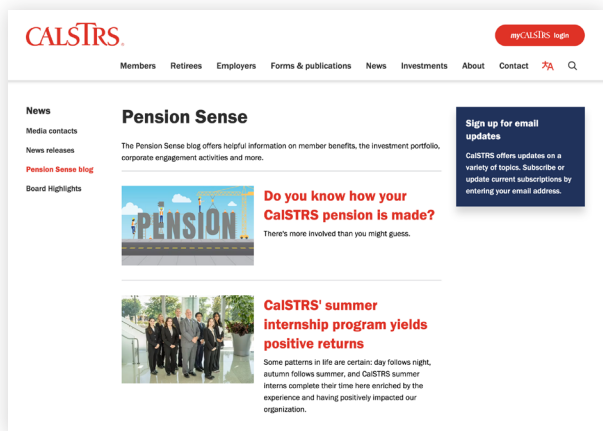 CALSTRS.
myCALSTRS login
Members Retirees Employers Forms & publications News Investments About Contact
News
Media contacts
News releases
Pension Sense blog
Board Highlights
Pension Sense
The Pension Sense blog offers helpful information on member benefits, the investment portfolio,
corporate engagement activities and more.
PENSION
Do you know how your
CalSTRS pension is made?
There's more involved than you might guess.
CalSTRS' summer
internship program yields
positive returns
Some patterns in life are certain: day follows night,
autumn follows summer, and CalSTRS summer
interns complete their time here enriched by the
experience and having positively impacted our
organization.
Sign up for email
updates
CalSTRS offers updates on a
variety of topics. Subscribe or
update current subscriptions by
entering your email address.